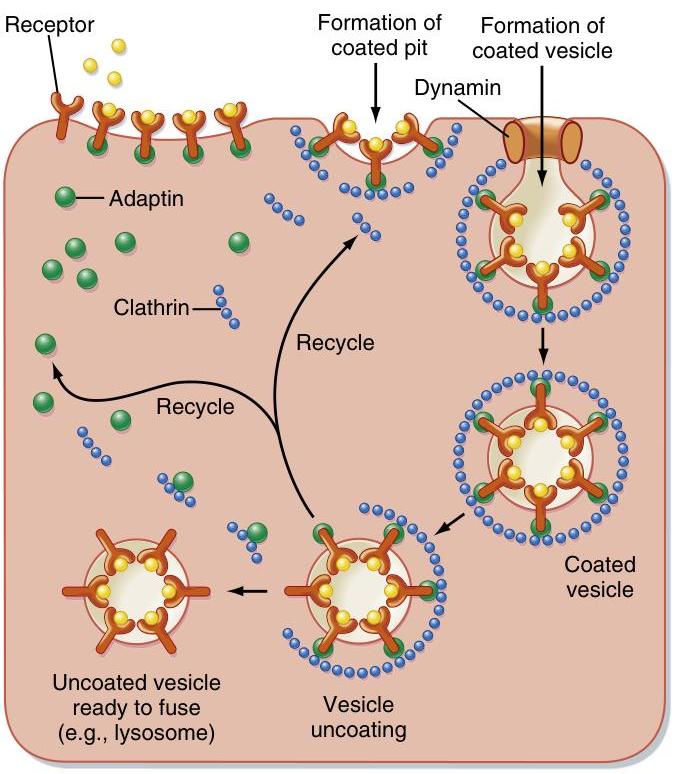 Receptor
Formation of
coated pit
Formation of
coated vesicle
Dynamin
Adaptin
Clathrin
Recycle
Recycle
Coated
vesicle
Uncoated vesicle
ready to fuse
(e.g., lysosome)
Vesicle
uncoating